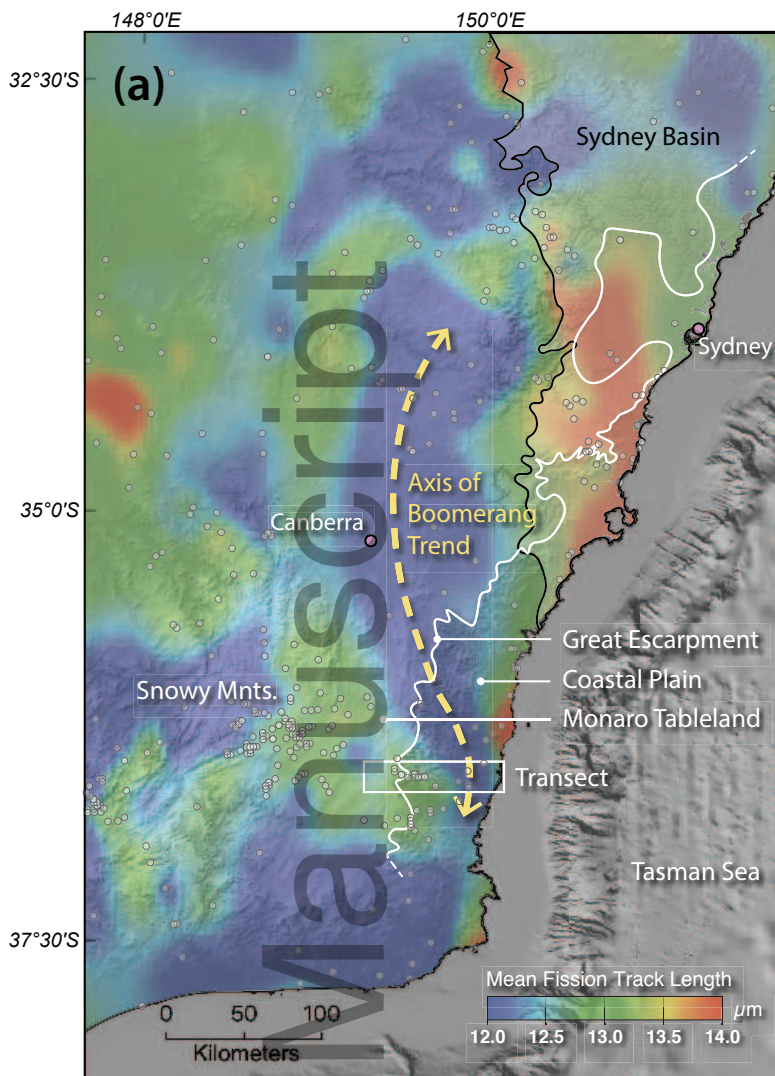 148°0'E
150°0'E
32°30'S
(a)
Sydney Basin
Sydney
35°0'S
Axis of
Boomerang
Trend
Canberra
Great Escarpment
Coastal Plain
Snowy Mnts.
Monaro Tableland
Transect
Tasman Sea
37°30'S
Mean Fission Track Length
µm
12.0 12.5 13.0 13.5 14.0
0 50 100
Kilometers
Manuscript